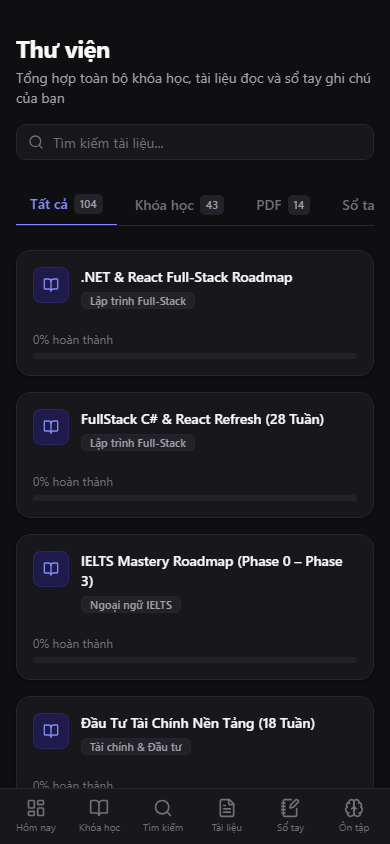 Thư viện
Tổng hợp toàn bộ khóa học, tài liệu đọc và sổ tay ghi chú
của bạn
Tìm kiếm tài liệu...
Tất cả 104 Khóa học 43 PDF 14 Sổ ta
.NET & React Full-Stack Roadmap
Lập trình Full-Stack
0% hoàn thành
FullStack C# & React Refresh (28 Tuần)
Lập trình Full-Stack
0% hoàn thành
IELTS Mastery Roadmap (Phase 0 – Phase
3)
Ngoại ngữ IELTS
0% hoàn thành
Đầu Tư Tài Chính Nền Tảng (18 Tuần)
Tài chính & Đầu tư
0% hoàn thành
Hôm nay Khóa học Tìm kiếm Tài liệu Sổ tay Ôn tập